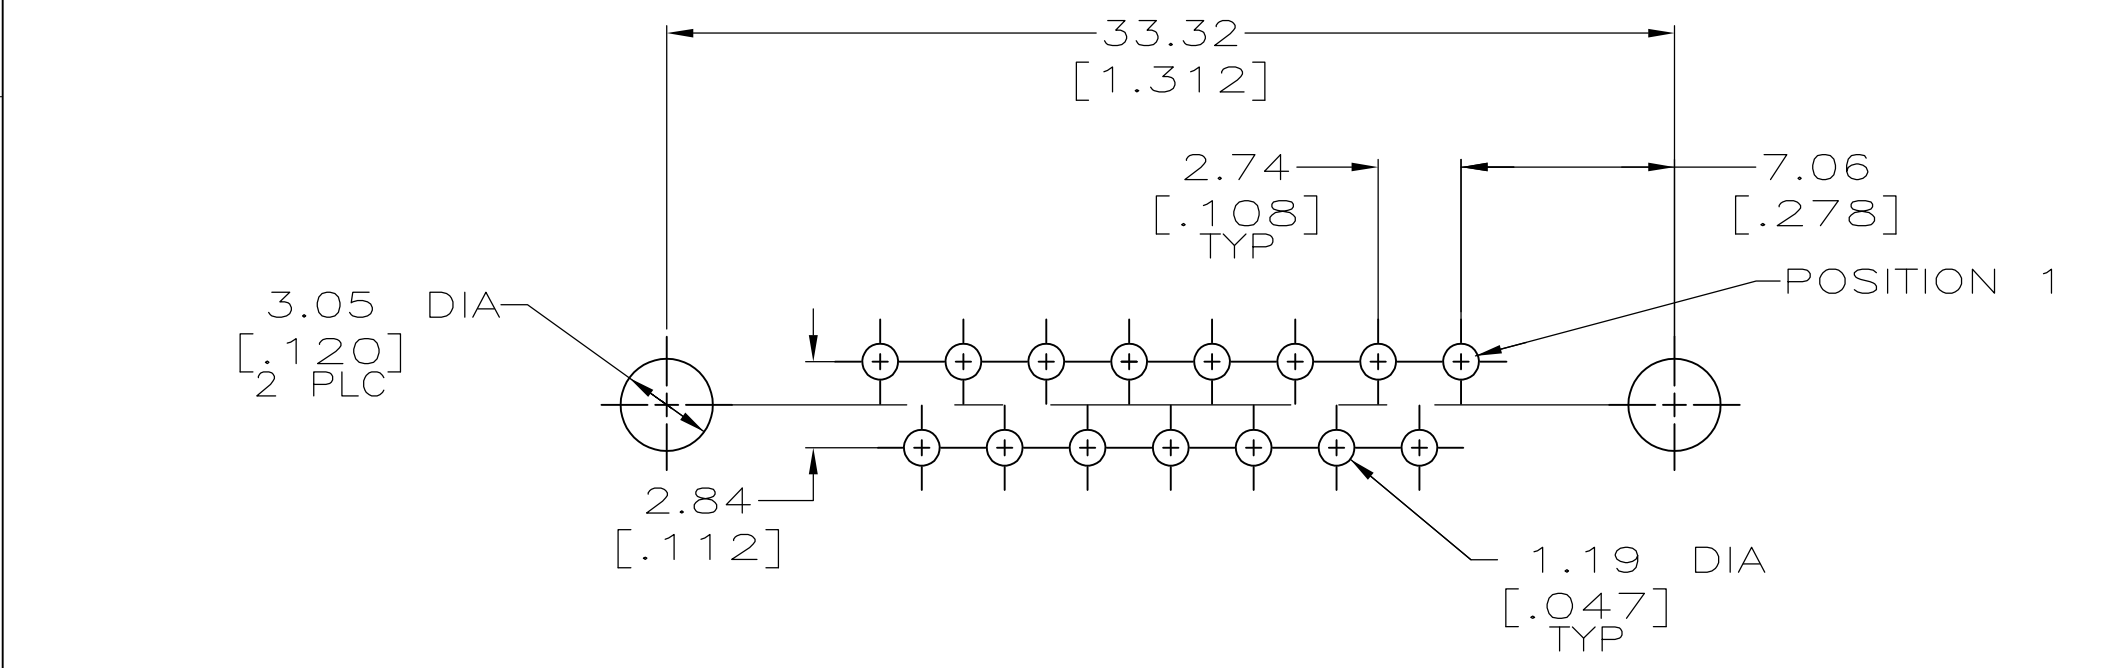 33.32
[1.312]
2.74
[.108]
TYP
7.06
[.278]
POSITION 1
3.05 DIA
[.120]
2 PLC
2.84
[.112]
1.19 DIA
[.047]
TYP